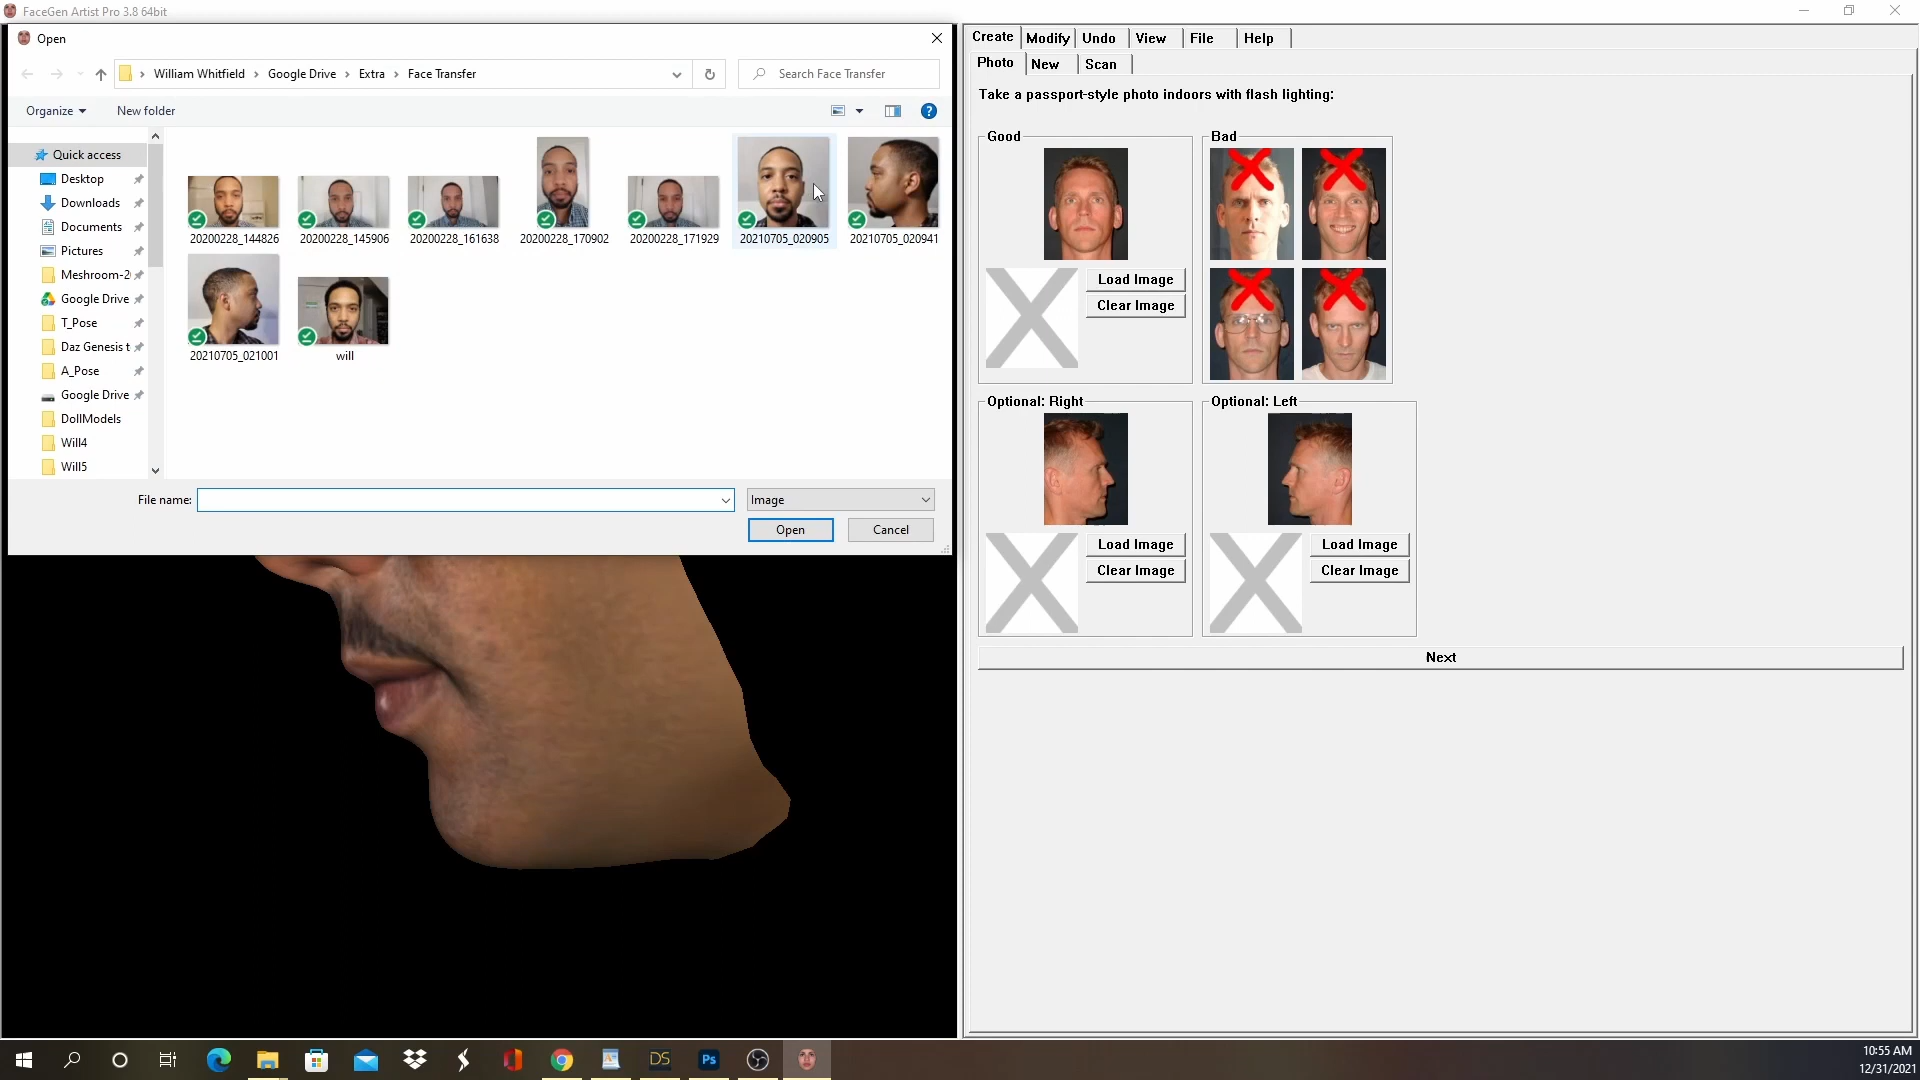 FaceGen Artist Pro 3.8 64bit
Open
William Whitfield > Google Drive > Extra > Face Transfer
Search Face Transfer
Organize
New folder
Quick access
Desktop
Downloads
Documents
Pictures
Meshroom-2
Google Drive
T_Pose
Daz Genesis t
A_Pose
Google Drive
DollModels
Will4
Will5
20200228_144826
20200228_145906
20200228_161638
20200228_170902
20200228_171929
20210705_020905
20210705_020941
20210705_021001
will
File name:
Image
Open
Cancel
Create
Modify
Undo
View
File
Help
Photo
New
Scan
Take a passport-style photo indoors with flash lighting:
Good
Bad
Load Image
Clear Image
Optional: Right
Optional: Left
Load Image
Clear Image
Load Image
Clear Image
Next
DS
Ps
10:55 AM
12/31/2021